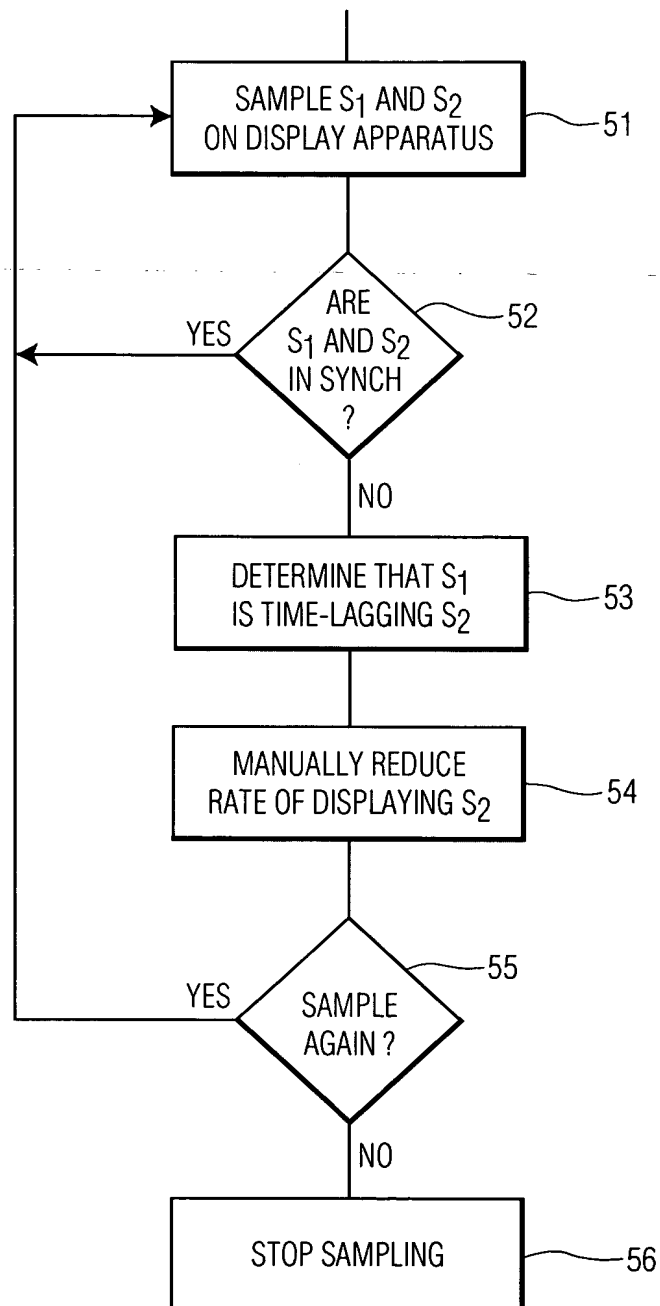 SAMPLE S1 AND S2
ON DISPLAY APPARATUS
51
ARE
S1 AND S2
IN SYNCH
?
52
YES
NO
DETERMINE THAT S1
IS TIME-LAGGING S2
53
MANUALLY REDUCE
RATE OF DISPLAYING S2
54
SAMPLE
AGAIN ?
55
YES
NO
STOP SAMPLING
56